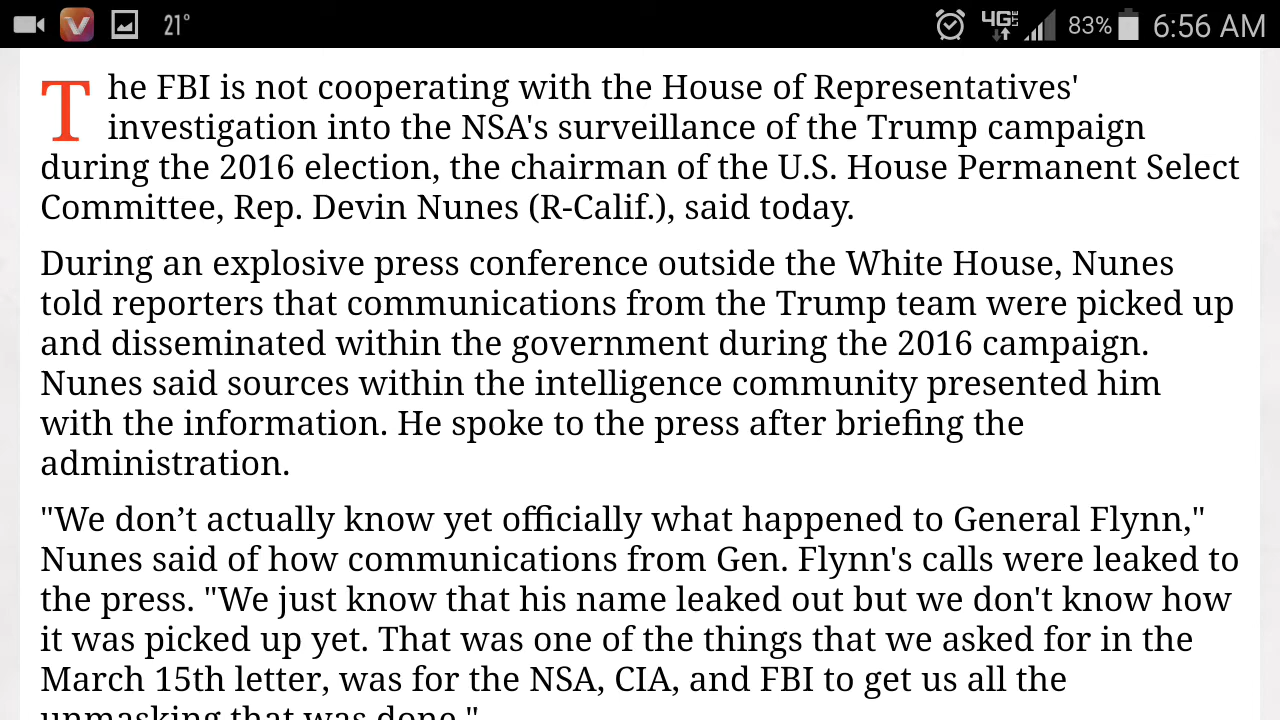 21°
4G LTE 83% 6:56 AM
The FBI is not cooperating with the House of Representatives'
investigation into the NSA's surveillance of the Trump campaign
during the 2016 election, the chairman of the U.S. House Permanent Select
Committee, Rep. Devin Nunes (R-Calif.), said today.
During an explosive press conference outside the White House, Nunes
told reporters that communications from the Trump team were picked up
and disseminated within the government during the 2016 campaign.
Nunes said sources within the intelligence community presented him
with the information. He spoke to the press after briefing the
administration.
"We don’t actually know yet officially what happened to General Flynn,"
Nunes said of how communications from Gen. Flynn's calls were leaked to
the press. "We just know that his name leaked out but we don't know how
it was picked up yet. That was one of the things that we asked for in the
March 15th letter, was for the NSA, CIA, and FBI to get us all the
unmasking that was done."